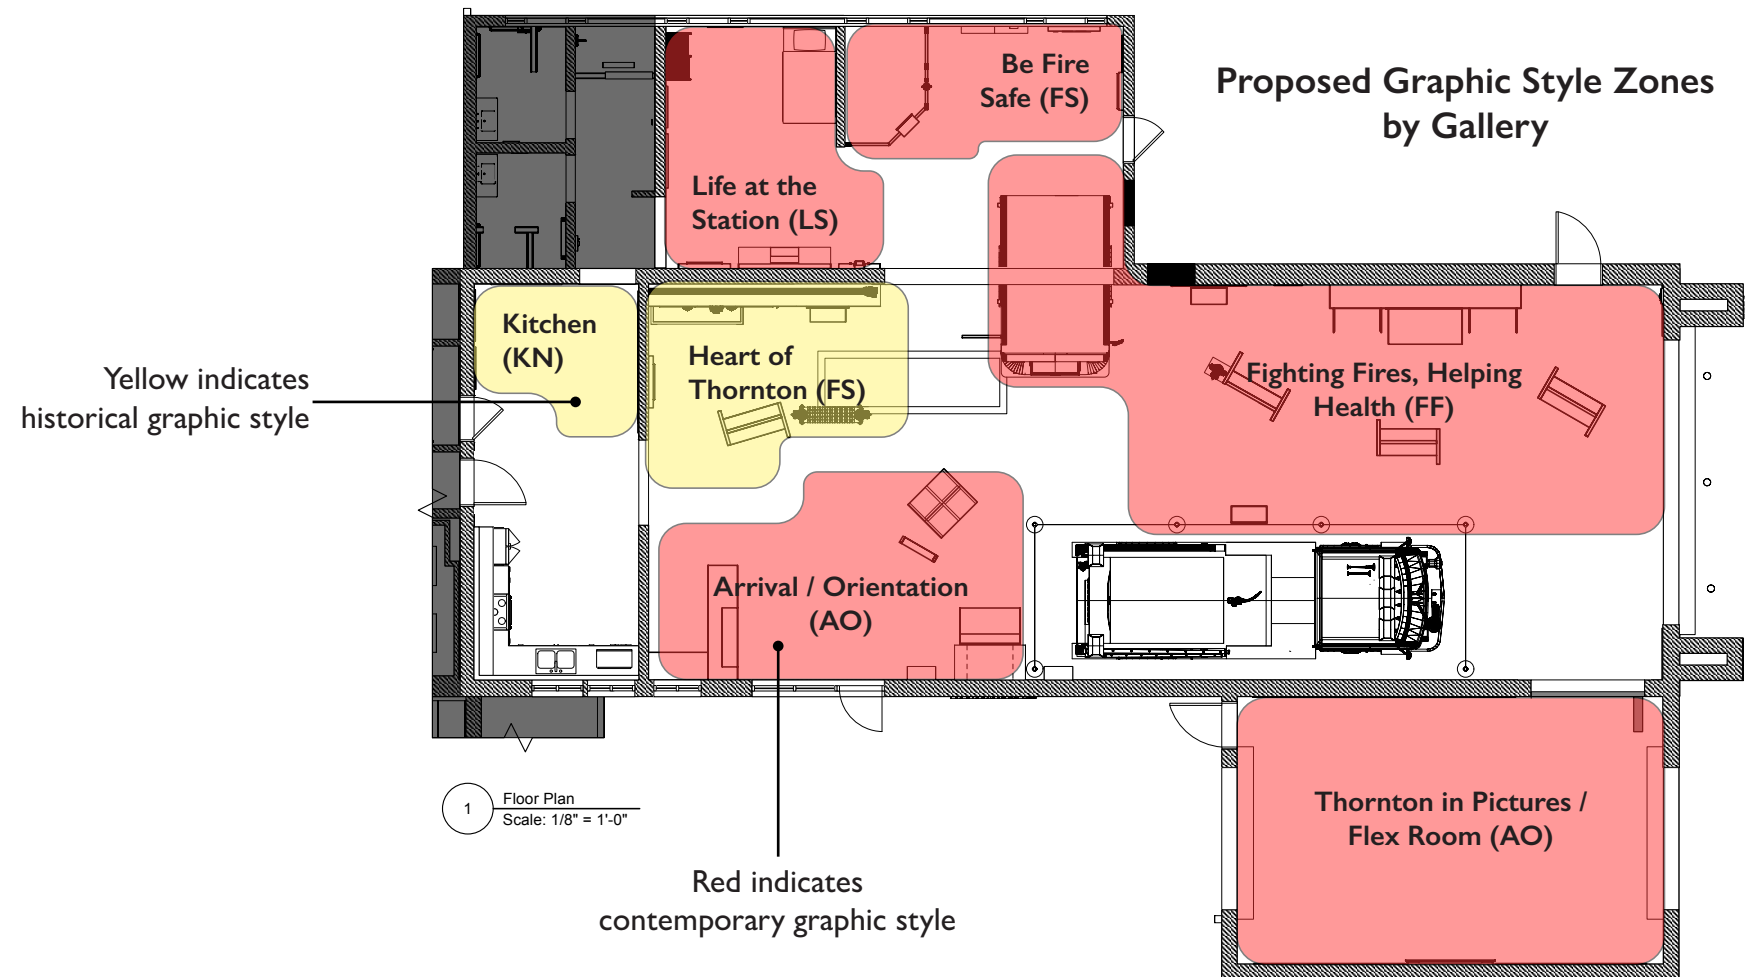 Proposed Graphic Style Zones
by Gallery
Be Fire
Safe (FS)
Life at the
Station (LS)
Kitchen
(KN)
Heart of
Thornton (FS)
Fighting Fires, Helping
Health (FF)
Yellow indicates
historical graphic style
Arrival / Orientation
(AO)
Thornton in Pictures /
Flex Room (AO)
1
Floor Plan
Scale: 1/8" = 1'-0"
Red indicates
contemporary graphic style